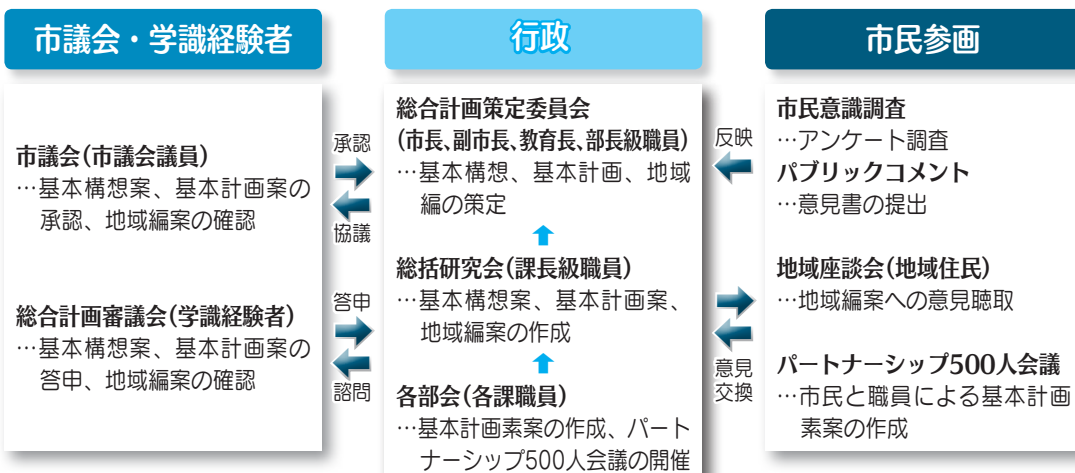 市議会・学識経験者
市議会(市議会議員)
…基本構想案、基本計画案の
承認、地域編案の確認
総合計画審議会(学識経験者)
…基本構想案、基本計画案の
答申、地域編案の確認
承認
協議
答申
諮問
行政
総合計画策定委員会
(市長、副市長、教育長、部長級職員)
…基本構想、基本計画、地域
編の策定
総括研究会(課長級職員)
…基本構想案、基本計画案、
地域編案の作成
各部会(各課職員)
…基本計画素案の作成、パート
ナーシップ500人会議の開催
反映
意見
交換
市民参画
市民意識調査
…アンケート調査
パブリックコメント
…意見書の提出
地域座談会(地域住民)
…地域編案への意見聴取
パートナーシップ500人会議
…市民と職員による基本計画
素案の作成